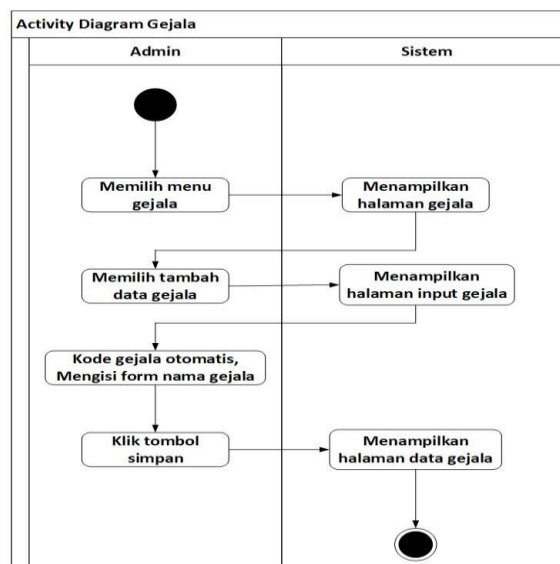 Activity Diagram Gejala
Admin
Sistem
Memilih menu
gejala
Menampilkan
halaman gejala
Memilih tambah
data gejala
Menampilkan
halaman input gejala
Kode gejala otomatis,
Mengisi form nama gejala
Klik tombol
simpan
Menampilkan
halaman data gejala